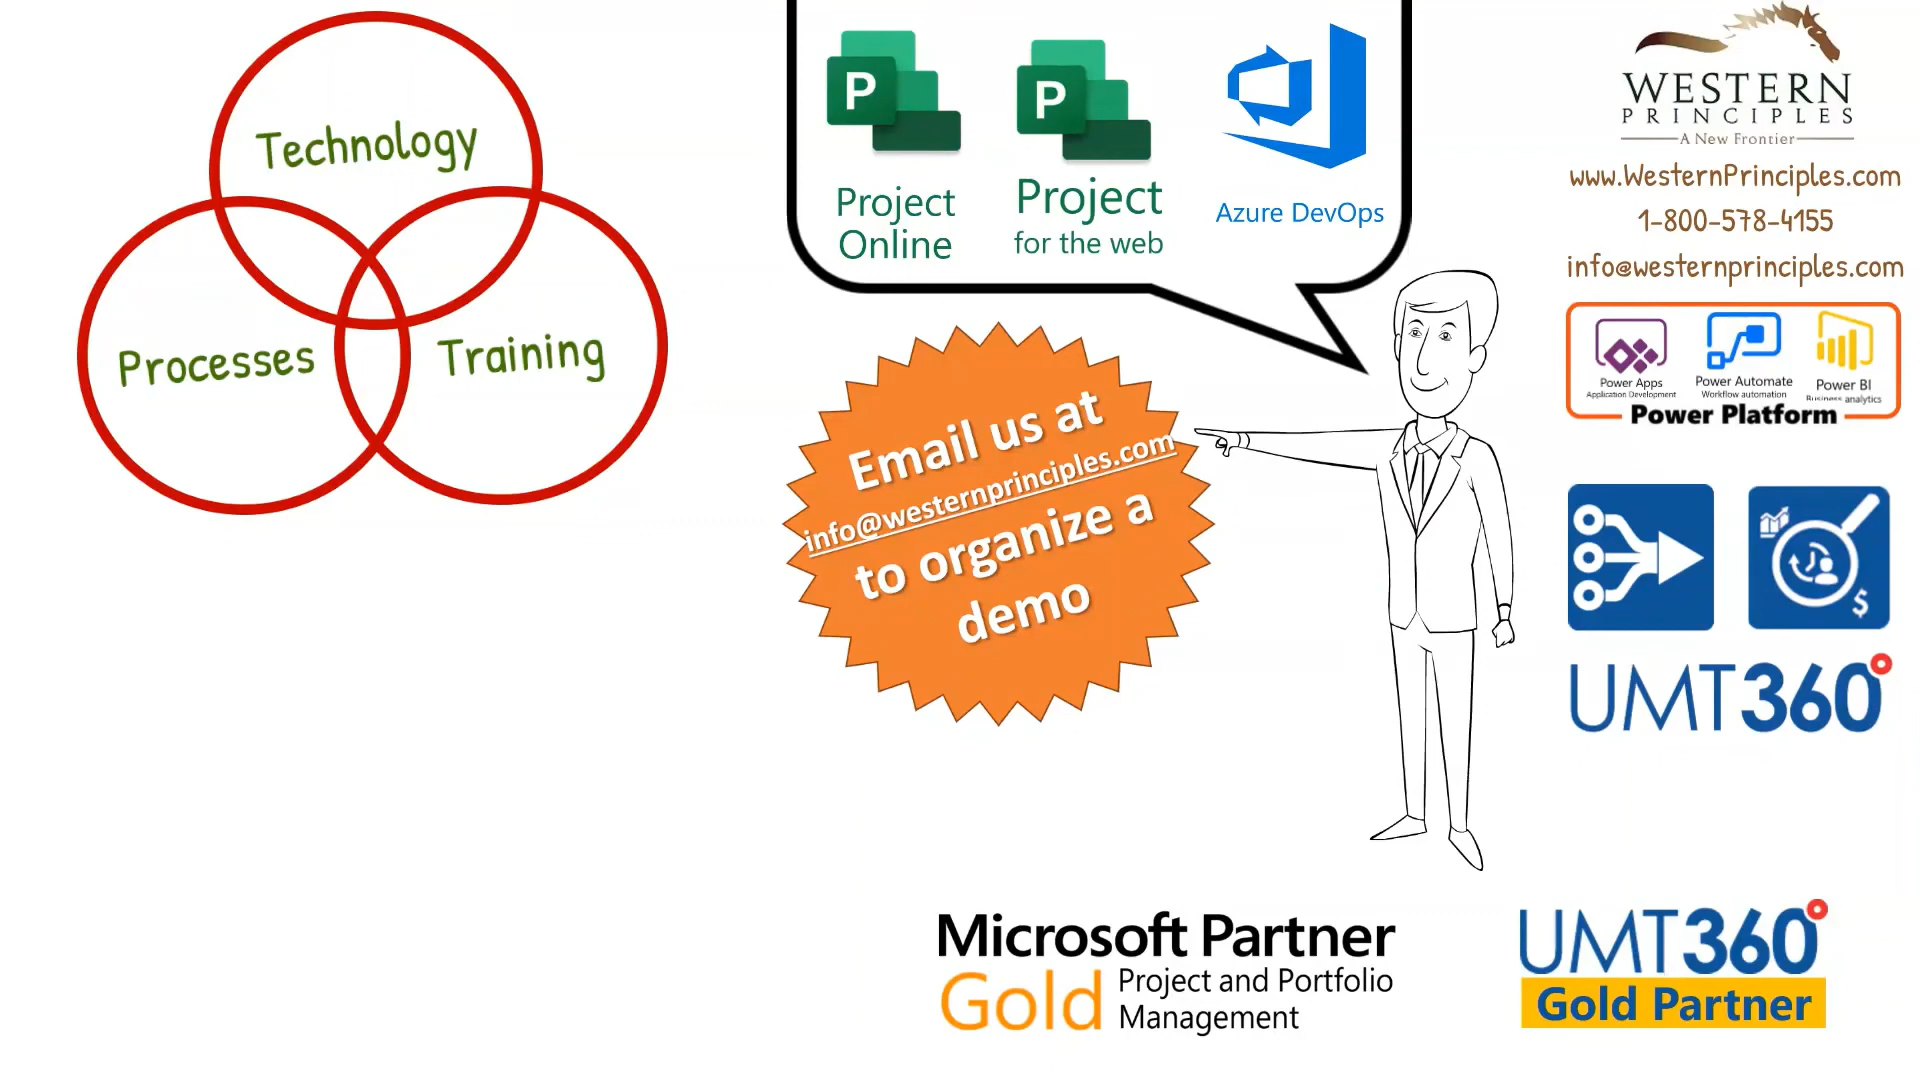 Technology
Processes
Training
P
Project
Online
P
Project
for the web
Azure DevOps
Email us at
info@westernprinciples.com
to organize a
demo
WESTERN
PRINCIPLES
A New Frontier
www.WesternPrinciples.com
1-800-578-4155
info@westernprinciples.com
Power Apps
Application Development
Power Automate
Workflow automation
Power BI
Business analytics
Power Platform
$
UMT360
Microsoft Partner
Gold Project and Portfolio
Management
UMT360
Gold Partner